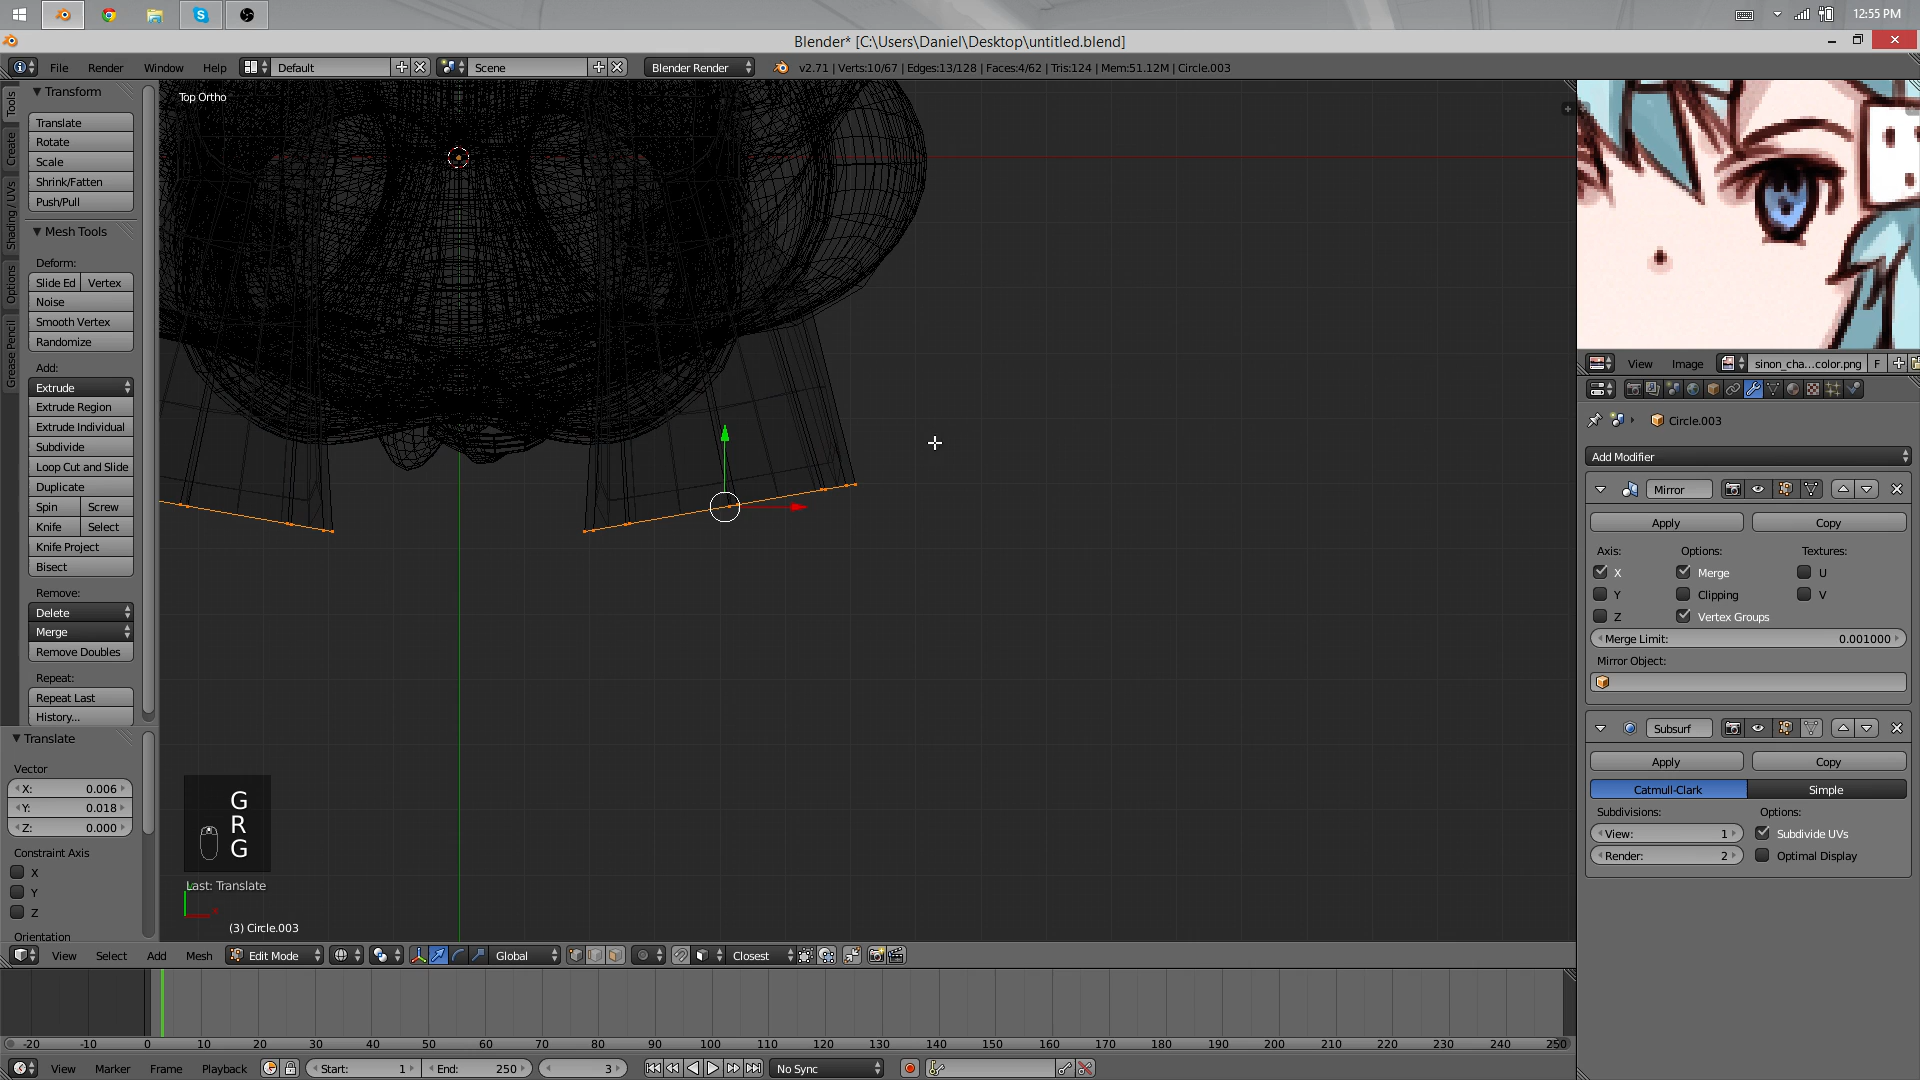 12:55 PM
Blender* [C:\Users\Daniel\Desktop\untitled.blend]
File Render Window Help Default Scene Blender Render v2.71 | Verts:10/67 | Edges:13/128 | Faces:4/62 | Tris:124 | Mem:51.12M | Circle.003
Tools
Create
Shading / UVs
Options
Grease Pencil
Transform
Translate
Rotate
Scale
Shrink/Fatten
Push/Pull
Mesh Tools
Deform:
Slide Ed Vertex
Noise
Smooth Vertex
Randomize
Add:
Extrude
Extrude Region
Extrude Individual
Subdivide
Loop Cut and Slide
Duplicate
Spin Screw
Knife Select
Knife Project
Bisect
Remove:
Delete
Merge
Remove Doubles
Repeat:
Repeat Last
History...
Translate
Vector
X: 0.006
Y: 0.018
Z: 0.000
Constraint Axis
X
Y
Z
Orientation
Top Ortho
G
R
G
Last: Translate
(3) Circle.003
View Select Add Mesh Edit Mode Global Closest
View Image sinon_cha...color.png F
Circle.003
Add Modifier
Mirror
Apply Copy
Axis: Options: Textures:
X Merge U
Y Clipping V
Z Vertex Groups
Merge Limit: 0.001000
Mirror Object:
Subsurf
Apply Copy
Catmull-Clark Simple
Subdivisions: Options:
View: 1 Subdivide UVs
Render: 2 Optimal Display
-20 -10 0 10 20 30 40 50 60 70 80 90 100 110 120 130 140 150 160 170 180 190 200 210 220 230 240 250
View Marker Frame Playback Start: 1 End: 250 3 No Sync